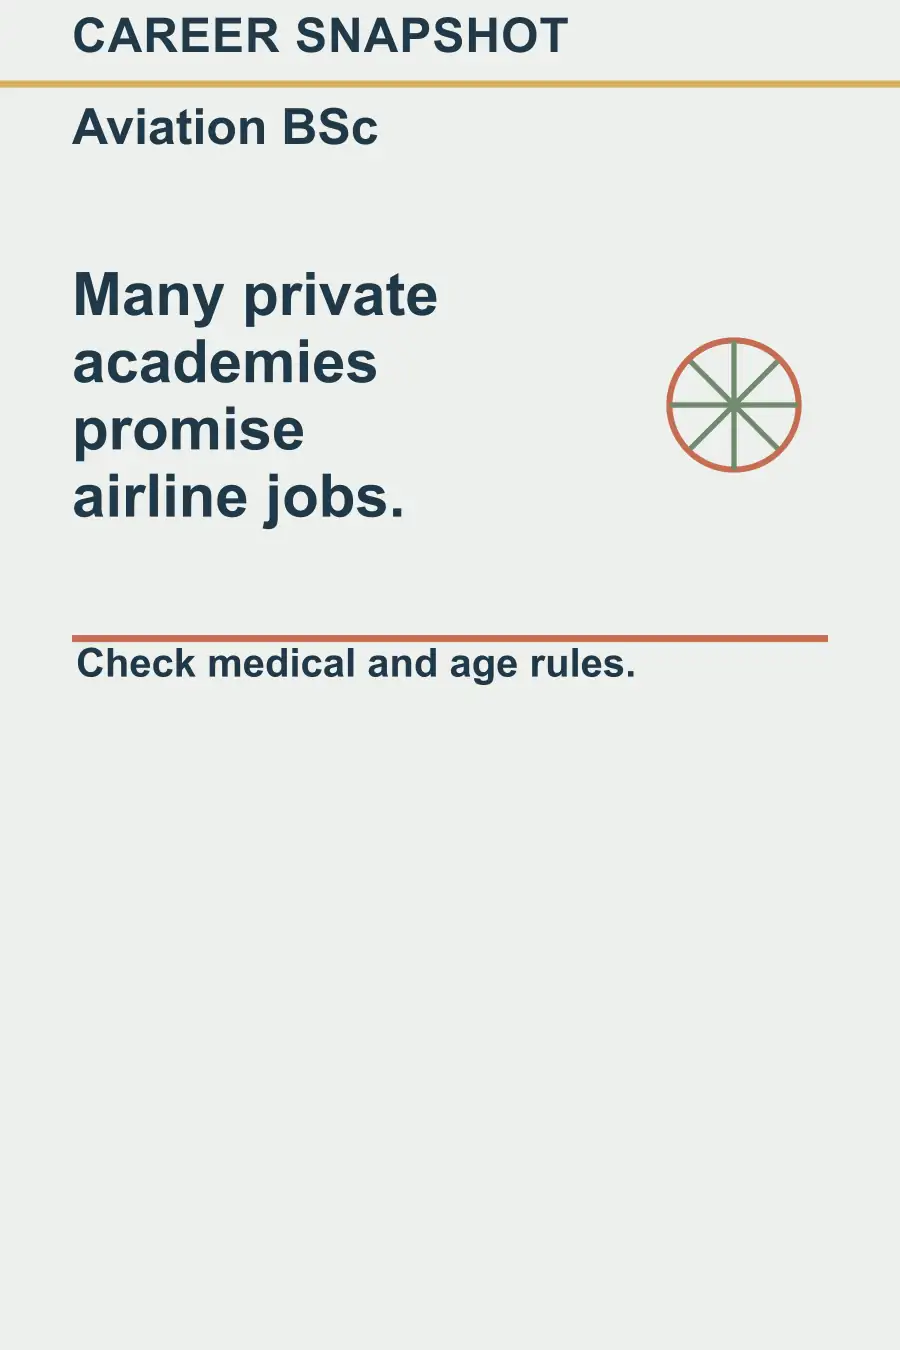 CAREER SNAPSHOT
Aviation BSc
Many private
academies
promise
airline jobs.
Check medical and age rules.